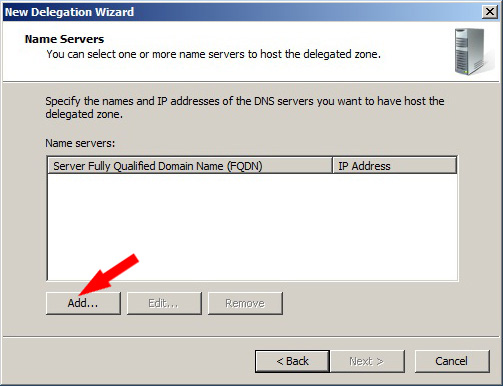 New Delegation Wizard
Name Servers
You can select one or more name servers to host the delegated zone.
Specify the names and IP addresses of the DNS servers you want to have host the
delegated zone.
Name servers:
Server Fully Qualified Domain Name (FQDN) IP Address
Add... Edit... Remove
< Back Next > Cancel